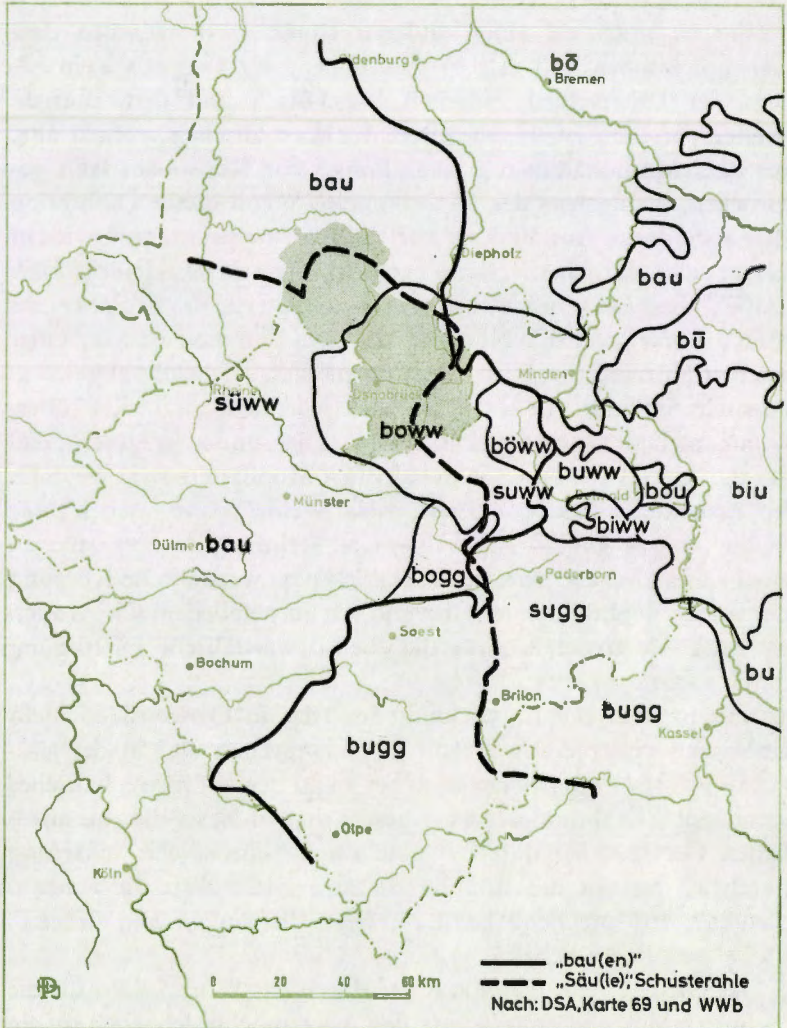 Oldenburg
bō
Bremen
bau
Diepholz
bau
bū
Rheine
süww
Osnabrück
boww
Minden
böww
buww
suww
Detmold
bou
biu
biww
Münster
Dülmen
bau
bogg
Paderborn
sugg
Soest
Bochum
bu
Brilon
bugg
bugg
Kassel
Olpe
Köln
0 20 40 60 km
„bau(en)"
„Säu(le)", Schusterahle
Nach: DSA, Karte 69 und WWb